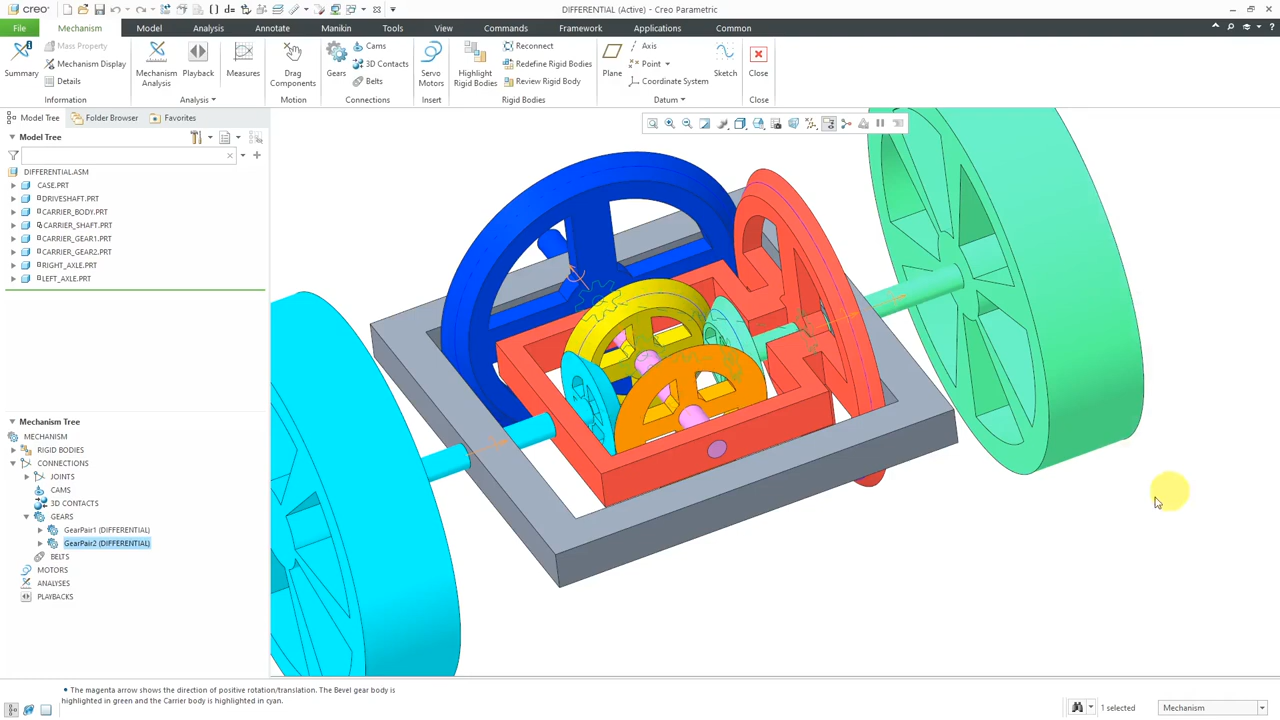 creo DIFFERENTIAL (Active) - Creo Parametric
File Mechanism Model Analysis Annotate Manikin Tools View Commands Framework Applications Common
Summary Mass Property Mechanism Display Details
Information
Mechanism Analysis Playback Measures
Analysis
Drag Components
Motion
Gears Cams 3D Contacts Belts
Connections
Servo Motors
Insert
Highlight Rigid Bodies Reconnect Redefine Rigid Bodies Review Rigid Body
Rigid Bodies
Plane Axis Point Coordinate System Sketch
Datum
Close
Close
Model Tree Folder Browser Favorites
Model Tree
DIFFERENTIAL.ASM
CASE.PRT
DRIVESHAFT.PRT
CARRIER_BODY.PRT
CARRIER_SHAFT.PRT
CARRIER_GEAR1.PRT
CARRIER_GEAR2.PRT
RIGHT_AXLE.PRT
LEFT_AXLE.PRT
Mechanism Tree
MECHANISM
RIGID BODIES
CONNECTIONS
JOINTS
CAMS
3D CONTACTS
GEARS
GearPair1 (DIFFERENTIAL)
GearPair2 (DIFFERENTIAL)
BELTS
MOTORS
ANALYSES
PLAYBACKS
• The magenta arrow shows the direction of positive rotation/translation. The Bevel gear body is
highlighted in green and the Carrier body is highlighted in cyan.
1 selected Mechanism